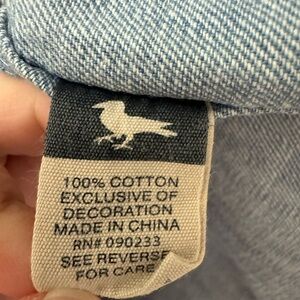 100% COTTON
EXCLUSIVE OF
DECORATION
MADE IN CHINA
RN# 090233
SEE REVERSE
FOR CARE